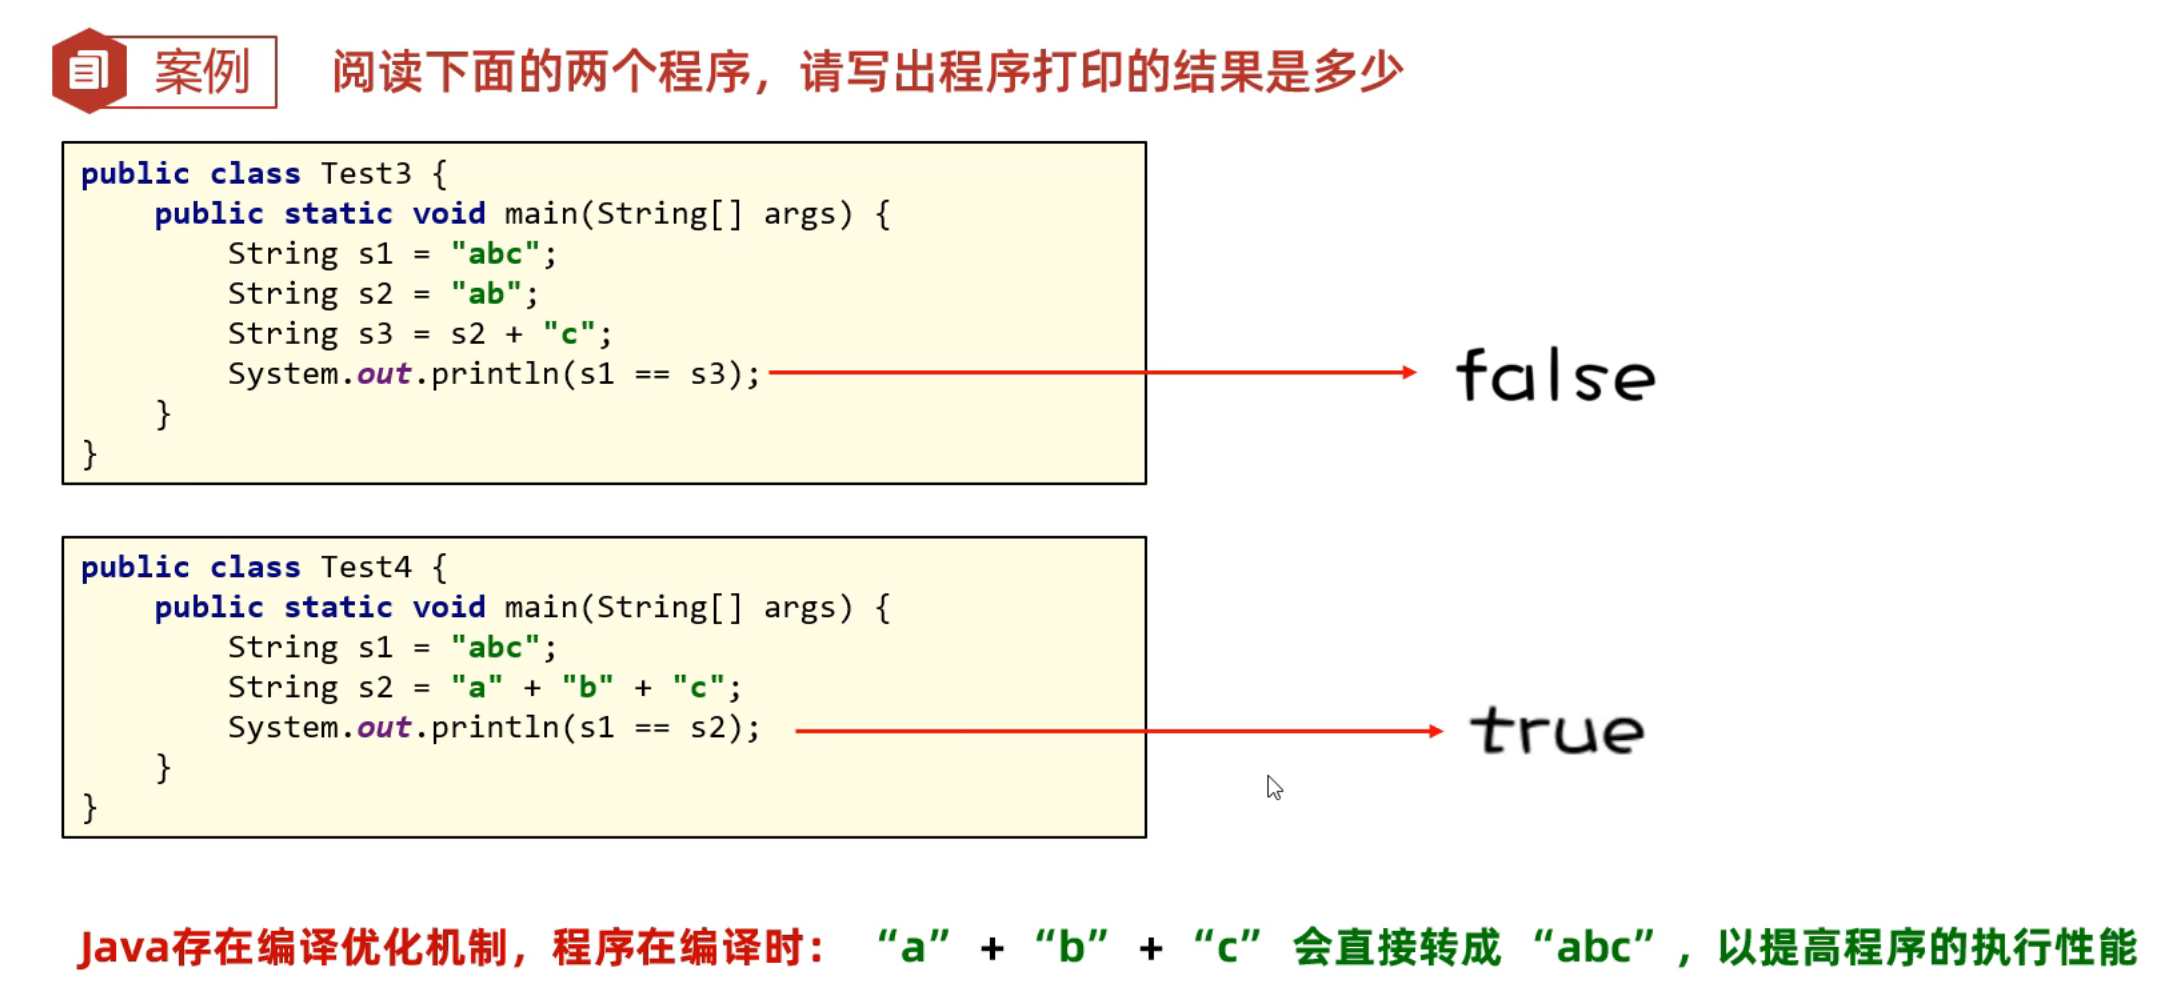 案例
阅读下面的两个程序，请写出程序打印的结果是多少
public class Test3 {
    public static void main(String[] args) {
        String s1 = "abc";
        String s2 = "ab";
        String s3 = s2 + "c";
        System.out.println(s1 == s3);
    }
}
false
public class Test4 {
    public static void main(String[] args) {
        String s1 = "abc";
        String s2 = "a" + "b" + "c";
        System.out.println(s1 == s2);
    }
}
true
Java存在编译优化机制，程序在编译时： “a” + “b” + “c” 会直接转成 “abc” ，以提高程序的执行性能